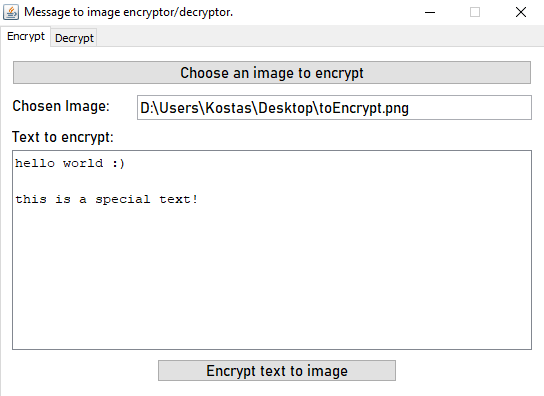 Message to image encryptor/decryptor.
Encrypt Decrypt
Choose an image to encrypt
Chosen Image: D:\Users\Kostas\Desktop\toEncrypt.png
Text to encrypt:
hello world :)
this is a special text!
Encrypt text to image